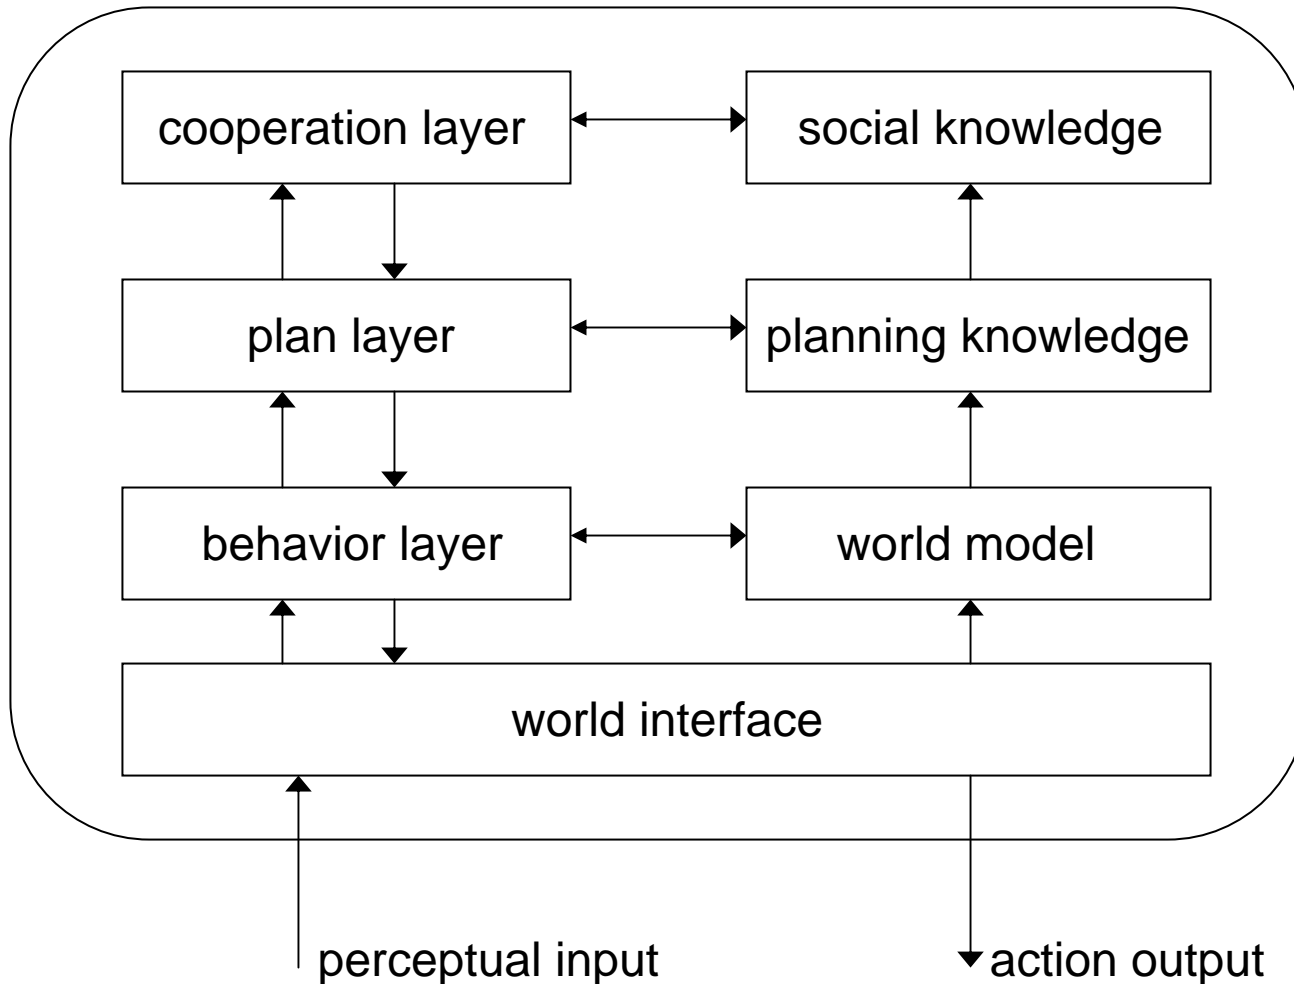 cooperation layer
social knowledge
plan layer
planning knowledge
behavior layer
world model
world interface
perceptual input
action output